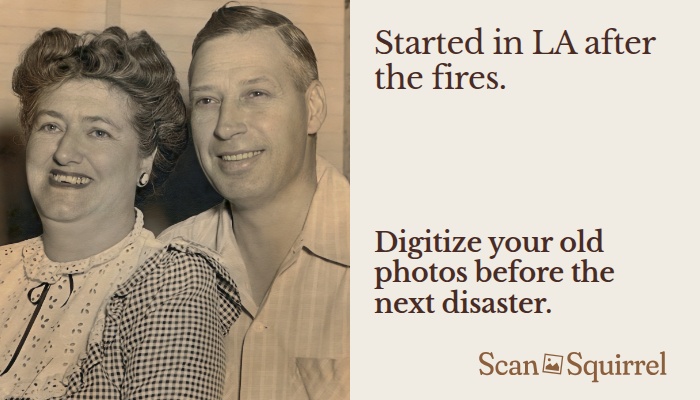 Started in LA after
the fires.
Digitize your old
photos before the
next disaster.
Scan Squirrel